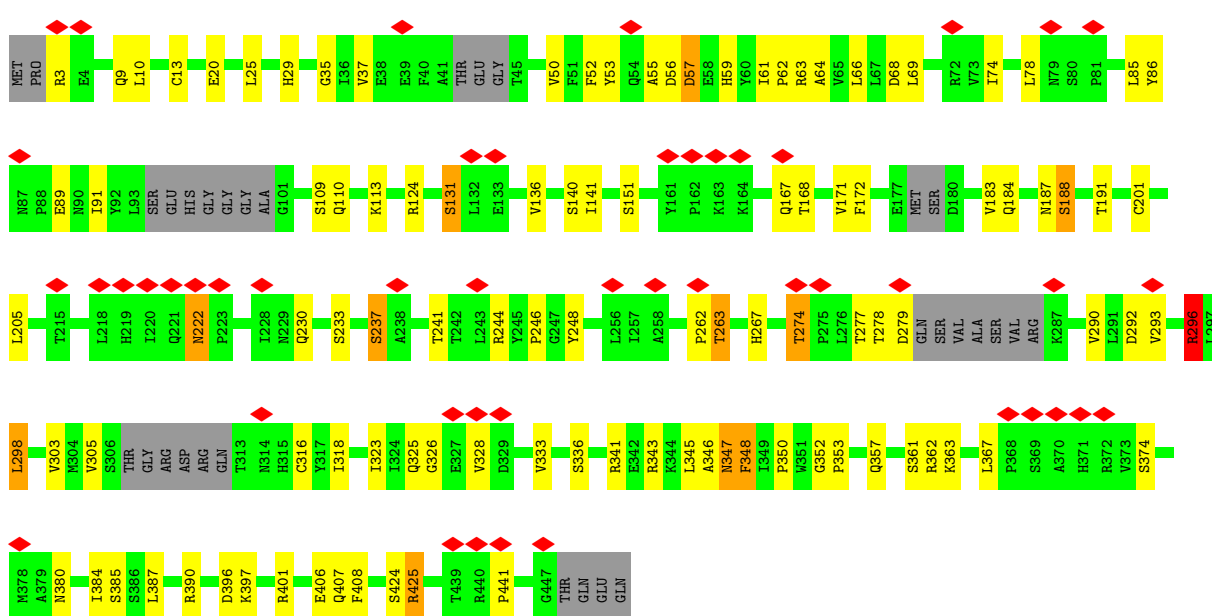 MET PRO R3 E4 Q9 L10 C13 E20 L25 H29 G35 I36 V37 E38 E39 F40 A41 THR GLU GLY T45 V50 F51 F52 Y53 Q54 A55 D56 D57 E58 H59 Y60 I61 P62 R63 A64 V65 L66 L67 D68 L69 R72 V73 I74 L78 N79 S80 P81 L85 Y86
N87 P88 E89 N90 I91 Y92 L93 SER GLU HIS GLY GLY GLY ALA G101 S109 Q110 K113 R124 S131 L132 E133 V136 S140 I141 S151 Y161 P162 K163 K164 Q167 T168 V171 F172 E177 MET SER D180 V183 Q184 N187 S188 T191 C201
L205 T215 L218 H219 I220 Q221 N222 P223 I228 N229 Q230 S233 S237 A238 T241 T242 L243 R244 Y245 P246 G247 Y248 L256 I257 A258 P262 T263 H267 T274 P275 L276 T277 T278 D279 GLN SER VAL ALA SER VAL ARG K287 V290 L291 D292 V293 R296 L297
L298 V303 M304 V305 S306 THR GLY ARG ASP ARG GLN T313 N314 H315 C316 Y317 I318 I323 I324 Q325 G326 E327 V328 D329 V333 S336 R341 E342 R343 K344 L345 A346 N347 F348 I349 P350 W351 G352 P353 Q357 S361 R362 K363 L367 P368 S369 A370 H371 R372 V373 S374
M378 A379 N380 I384 S385 S386 L387 R390 D396 K397 R401 E406 Q407 F408 S424 R425 T439 R440 P441 G447 THR GLN GLU GLN